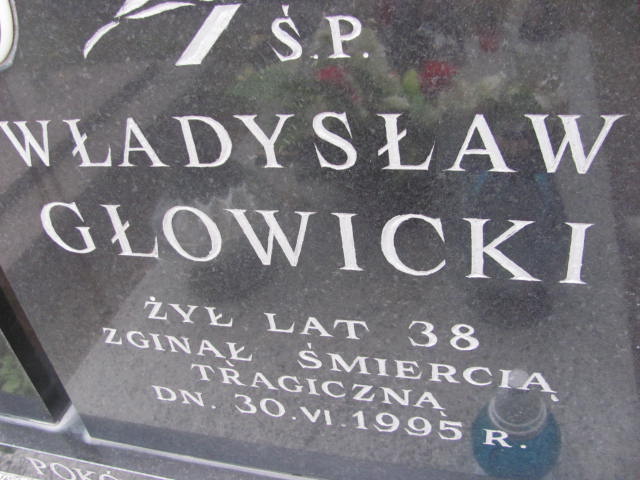 Ś.P.
WŁADYSŁAW
GŁOWICKI
ŻYŁ LAT 38
ZGINĄŁ ŚMIERCIĄ
TRAGICZNĄ
DN. 30.VI.1995 R.